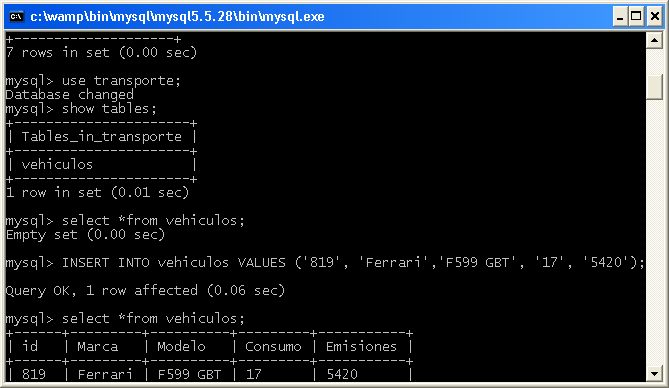 c:\wamp\bin\mysql\mysql5.5.28\bin\mysql.exe
+--------------------+
7 rows in set (0.00 sec)
mysql> use transporte;
Database changed
mysql> show tables;
+----------------------+
| Tables_in_transporte |
+----------------------+
| vehiculos            |
+----------------------+
1 row in set (0.01 sec)
mysql> select *from vehiculos;
Empty set (0.00 sec)
mysql> INSERT INTO vehiculos VALUES ('819', 'Ferrari','F599 GBT', '17', '5420');
Query OK, 1 row affected (0.06 sec)
mysql> select *from vehiculos;
+------+---------+----------+---------+-----------+
| id   | Marca   | Modelo   | Consumo | Emisiones |
+------+---------+----------+---------+-----------+
| 819  | Ferrari | F599 GBT | 17      | 5420      |